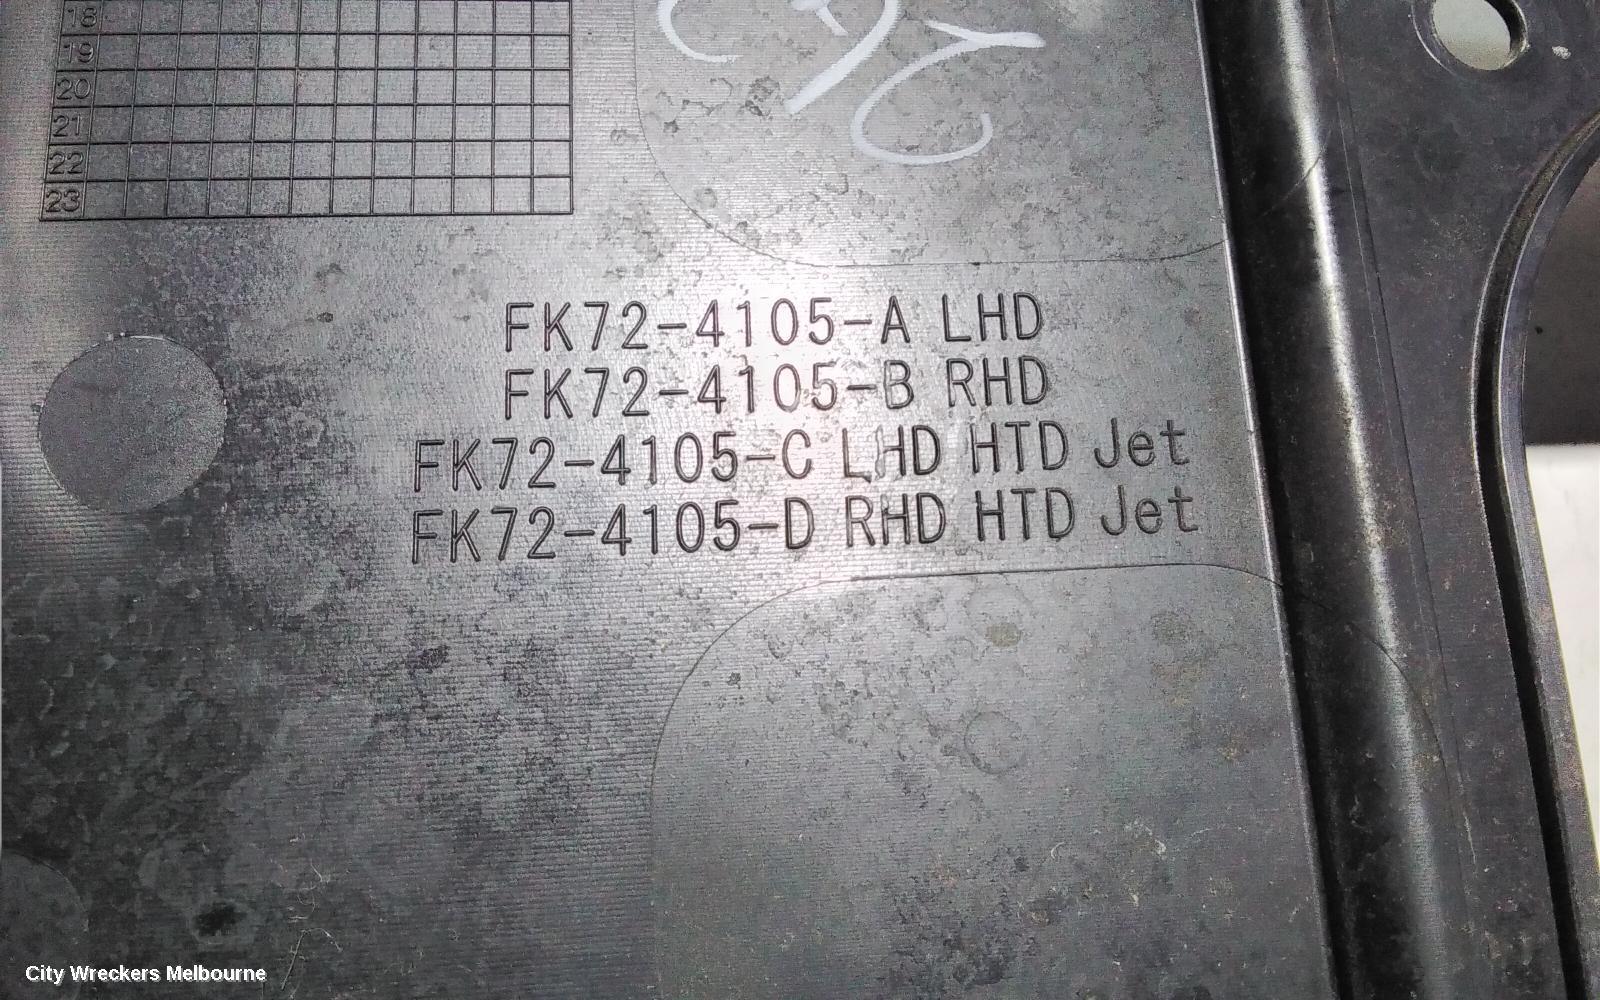 18
19
20
21
22
23
FK72-4105-A LHD
FK72-4105-B RHD
FK72-4105-C LHD HTD Jet
FK72-4105-D RHD HTD Jet
City Wreckers Melbourne